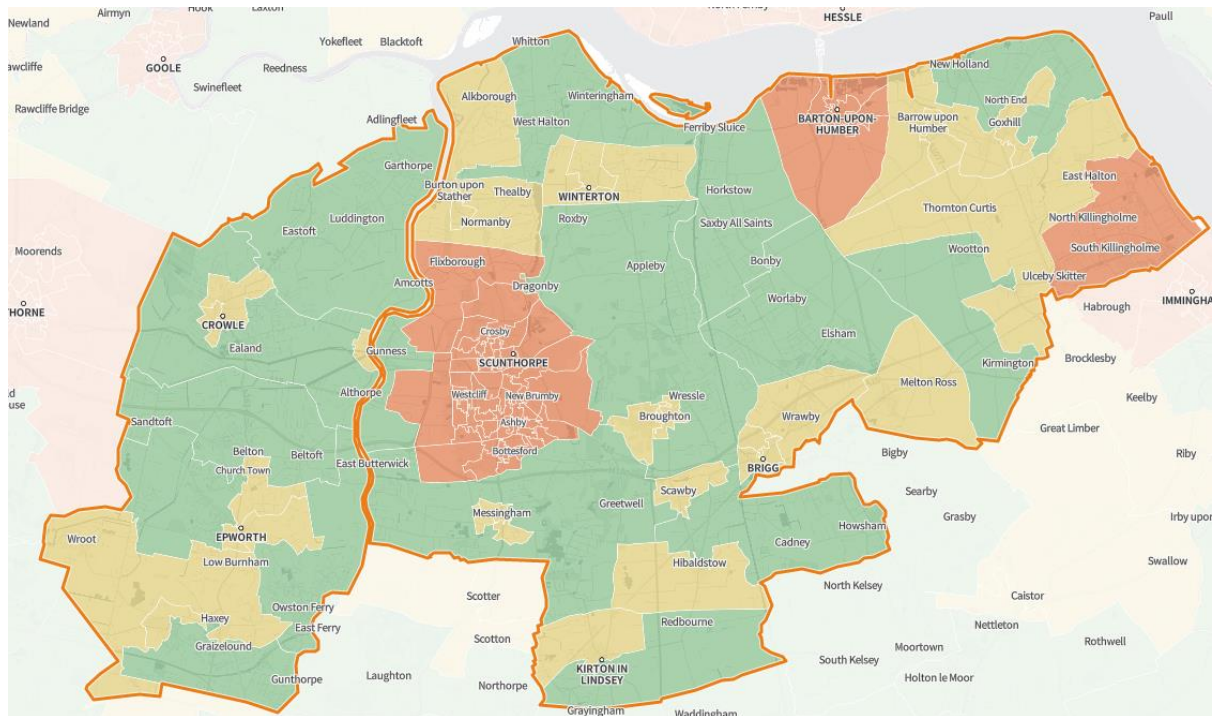 Airmyn
Hook
Laxton
HESSLE
Paull
Newland
Yokefleet
Blacktoft
Whitton
New Holland
GOOLE
Reedness
Swinefleet
Rawcliffe Bridge
Alkborough
Winteringham
North End
Goxhill
Adlingfleet
West Halton
Ferriby Sluice
BARTON-UPON-
HUMBER
Barrow upon
Humber
Garthorpe
East Halton
Burton upon
Stather
Thealby
WINTERTON
Horkstow
Luddington
Normanby
Roxby
Saxby All Saints
Thornton Curtis
North Killingholme
Eastoft
Moorends
Flixborough
Appleby
Bonby
Wootton
South Killingholme
Amcotts
Dragonby
Worlaby
Ulceby Skitter
IMMINGHA
THORNE
CROWLE
Crosby
Elsham
Habrough
Ealand
Gunness
SCUNTHORPE
Kirmington
Brocklesby
Althorpe
Westcliff
New Brumby
Wressle
Melton Ross
Keelby
Sandtoft
Ashby
Broughton
Wrawby
Great Limber
Belton
Beltoft
Bottesford
Bigby
Riby
Church Town
East Butterwick
BRIGG
Scawby
Searby
Messingham
Greetwell
Grasby
Irby upon
Wroot
EPWORTH
Howsham
Cadney
Low Burnham
Hibaldstow
Swallow
North Kelsey
Scotter
Caistor
Owston Ferry
Haxey
East Ferry
Redbourne
Nettleton
Scotton
Rothwell
Graizelound
Moortown
South Kelsey
KIRTON IN
LINDSEY
Gunthorpe
Laughton
Northorpe
Holton le Moor
Grayingham
Waddingham